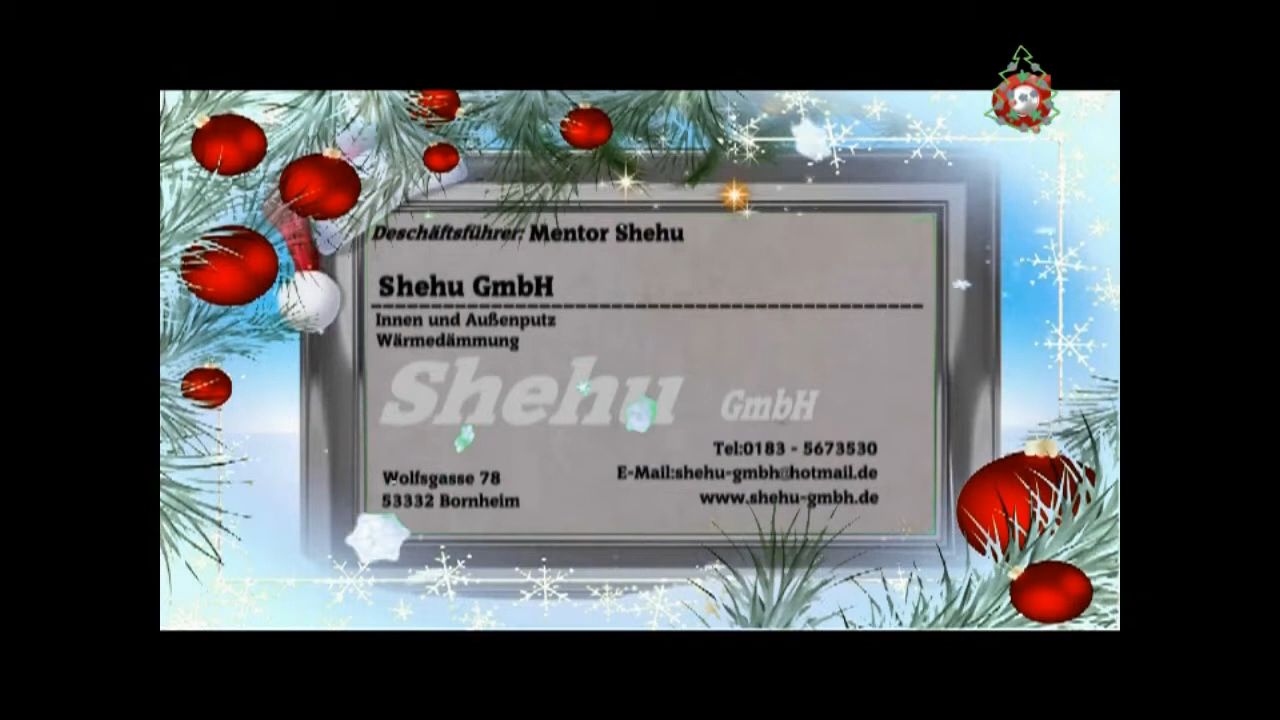 Deschäftsführer: Mentor Shehu
Shehu GmbH
Innen und Außenputz
Wärmedämmung
Shehu GmbH
Tel:0183 - 5673530
E-Mail:shehu-gmbh@hotmail.de
www.shehu-gmbh.de
Wolfsgasse 78
53332 Bornheim